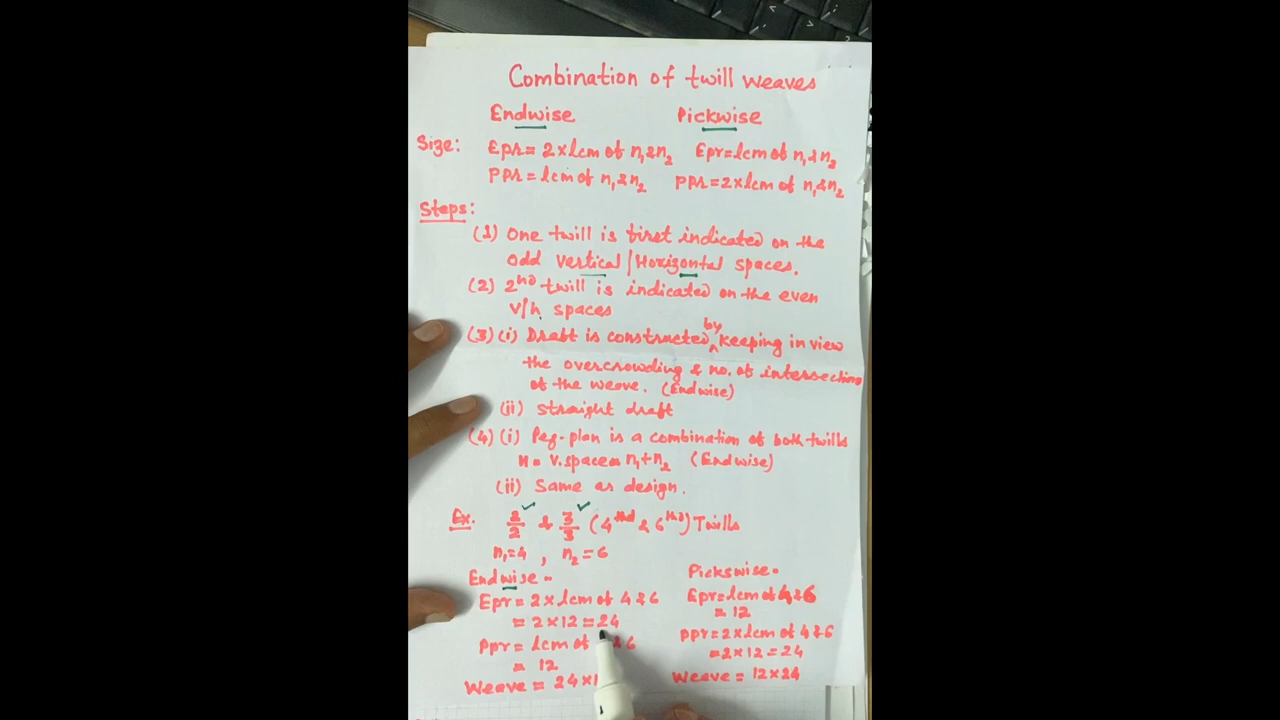 Combination of twill weaves
Endwise Pickwise
Size: Epr = 2 x lcm of n1 & n2 Epr = lcm of n1 & n2
PPR = lcm of n1 & n2 PPR = 2 x lcm of n1 & n2
Steps:
(1) One twill is first indicated on the
odd vertical / Horizontal spaces.
(2) 2nd twill is indicated on the even
v/h spaces
(3) (i) Draft is constructed by keeping in view
the overcrowding & no. of intersection
of the weave. (Endwise)
(ii) straight draft
(4) (i) Peg-plan is a combination of both twills
V. space = n1 + n2 (Endwise)
(ii) Same as design.
Ex. 2/2 & 3/3 (4 & 6) Twills
n1 = 4, n2 = 6
Endwise - Pickswise -
Epr = 2 x lcm of 4 & 6 Epr = lcm of 4 & 6
= 2 x 12 = 24 = 12
PPr = lcm of & 6 PPr = 2 x lcm of 4 & 6
= 12 = 2 x 12 = 24
Weave = 24 x 1 Weave = 12 x 24